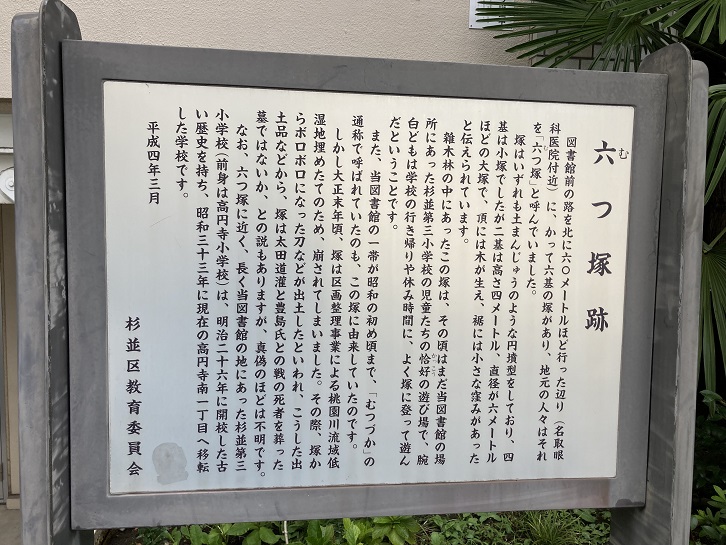 六つ塚跡
む
図書館前の路を北に六〇メートルほど行った辺り（名取眼
科医院付近）に、かって六基の塚があり、地元の人々はそれ
を「六つ塚」と呼んでいました。
塚はいずれも土まんじゅうのような円墳型をしており、四
基は小塚でしたが二基は高さ四メートル、直径が六メートル
ほどの大塚で、頂には木が生え、裾には小さな窪みがあった
と伝えられています。
雑木林の中にあったこの塚は、その頃はまだ当図書館の場
所にあった杉並第三小学校の児童たちの恰好の遊び場で、腕
白どもは学校の行き帰りや休み時間に、よく塚に登って遊ん
だということです。
また、当図書館の一帯が昭和の初め頃まで、「むつづか」の
通称で呼ばれていたのも、この塚に由来していたのです。
しかし大正末年頃、塚は区画整理事業による桃園川流域低
湿地埋めたてのため、崩されてしまいました。その際、塚か
らボロボロになった刀などが出土したといわれ、こうした出
土品などから、塚は太田道灌と豊島氏との戦の死者を葬った
墓ではないか、との説もありますが、真偽のほどは不明です。
なお、六つ塚に近く、長く当図書館の地にあった杉並第三
小学校（前身は高円寺小学校）は、明治二十六年に開校した古
い歴史を持ち、昭和三十三年に現在の高円寺南一丁目へ移転
した学校です。
平成四年三月
杉並区教育委員会